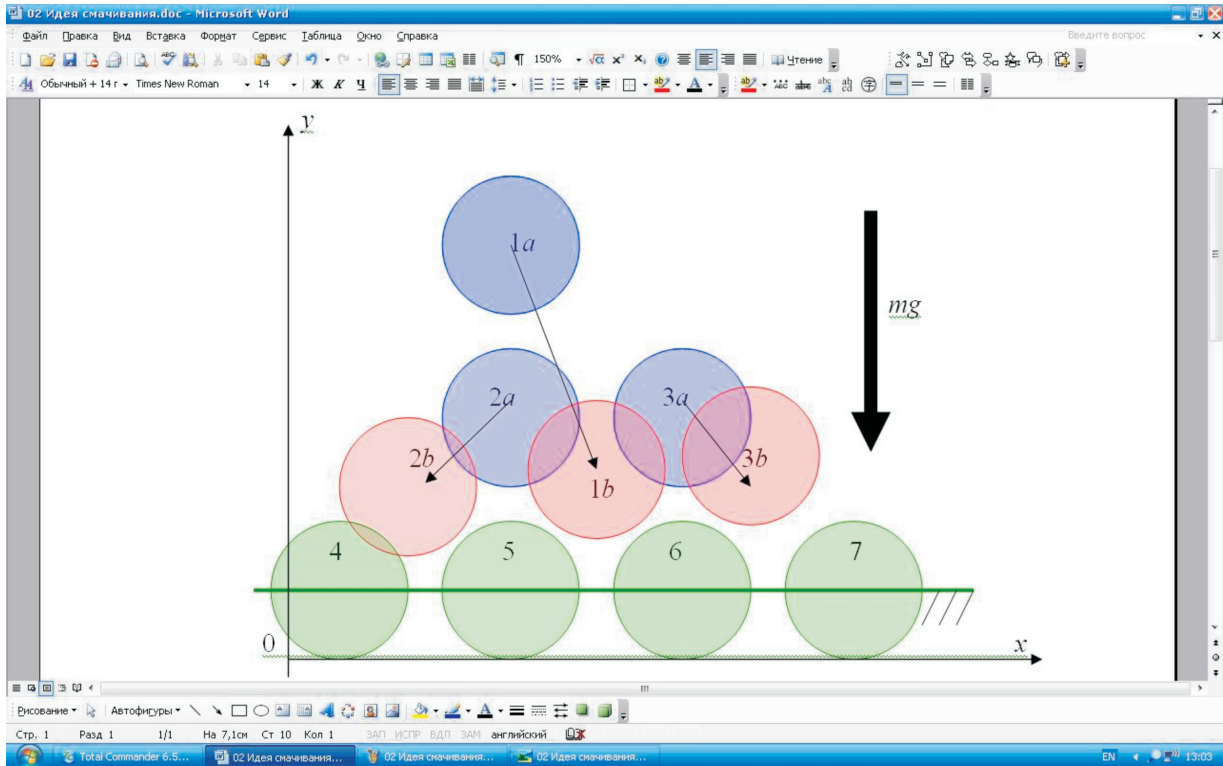 02 Идея смачивания.doc - Microsoft Word
Файл Правка Вид Вставка Формат Сервис Таблица Окно Справка Введите вопрос
150% Чтение
Обычный + 14 г Times New Roman 14 Ж К Ч
y
1a
mg
2a 3a
2b 3b
1b
4 5 6 7
0 x
Рисование Автофигуры
Стр. 1 Разд 1 1/1 На 7,1см Ст 10 Кол 1 ЗАП ИСПР ВДЛ ЗАМ английский
Total Commander 6.5... 02 Идея смачивания... 02 Идея смачивания... 02 Идея смачивания... EN 13:03